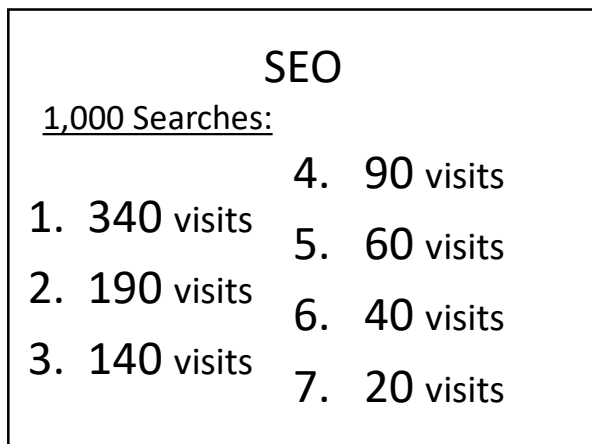 SEO
1,000 Searches:
1. 340 visits
2. 190 visits
3. 140 visits
4. 90 visits
5. 60 visits
6. 40 visits
7. 20 visits